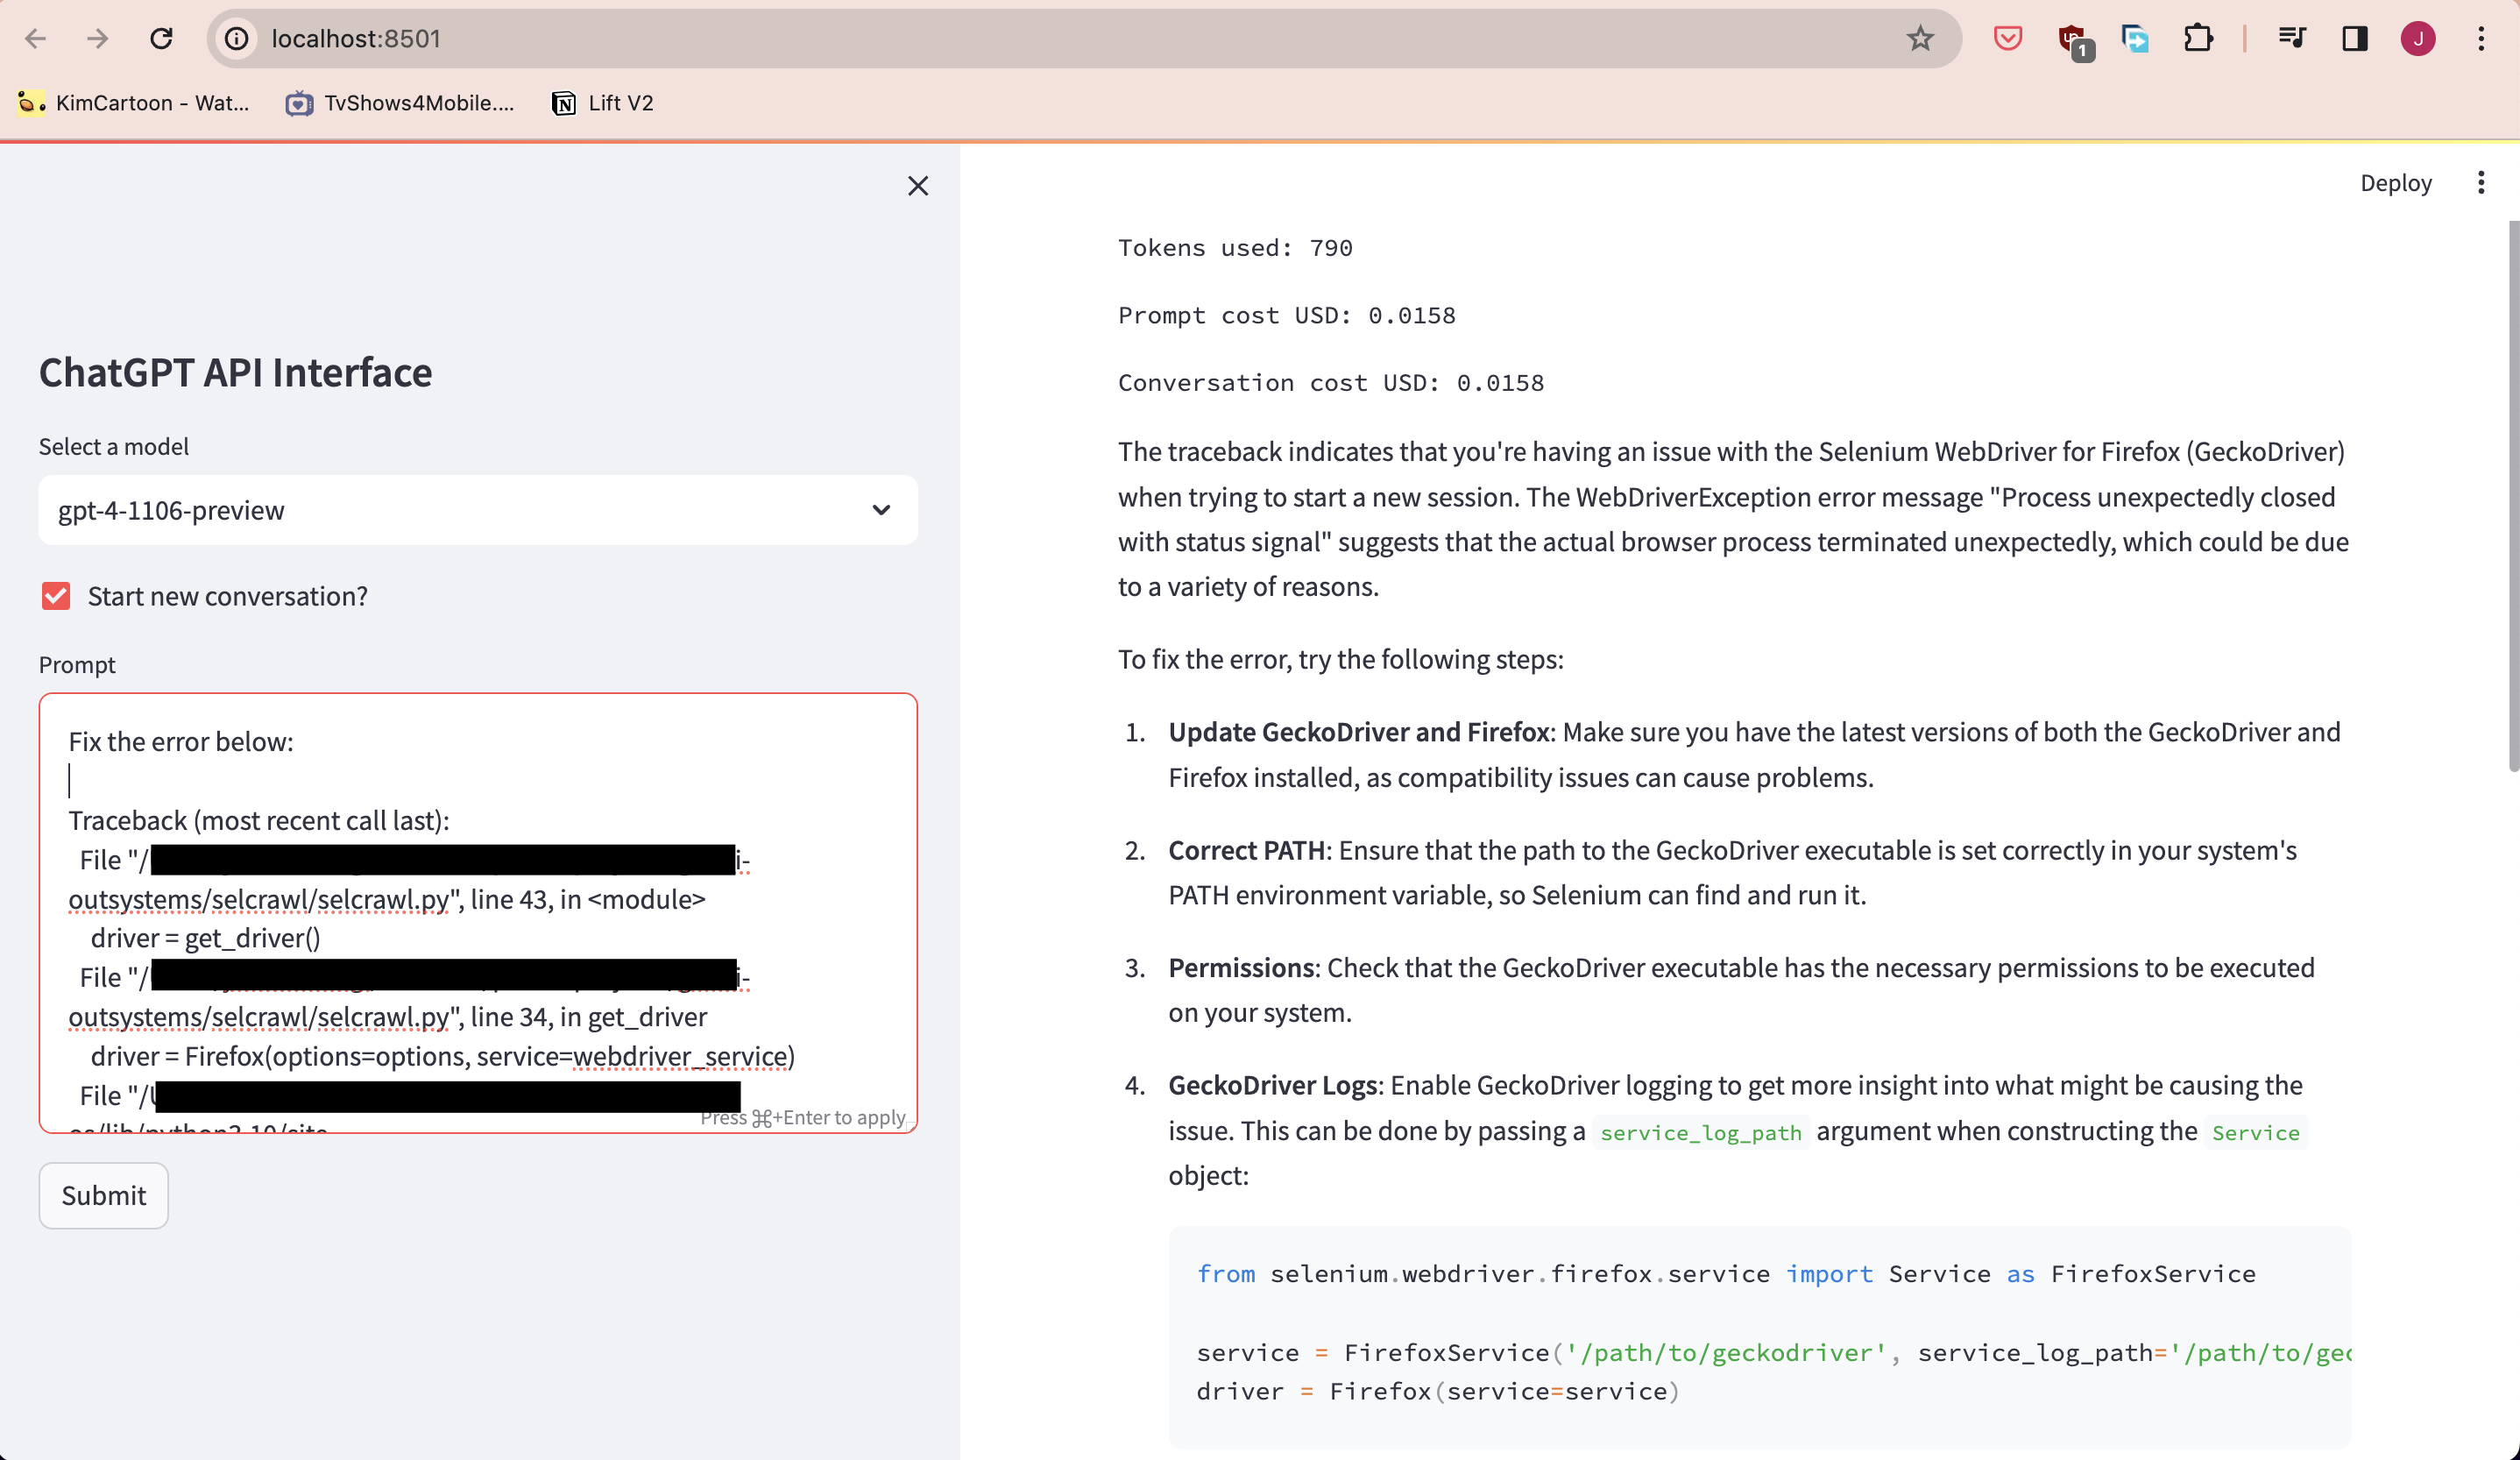 localhost:8501
1
J
KimCartoon - Wat...
TvShows4Mobile....
Lift V2
Deploy
ChatGPT API Interface
Select a model
gpt-4-1106-preview
Start new conversation?
Prompt
Fix the error below:
Traceback (most recent call last):
File "/ i-
outsystems/selcrawl/selcrawl.py", line 43, in <module>
driver = get_driver()
File "/ i-
outsystems/selcrawl/selcrawl.py", line 34, in get_driver
driver = Firefox(options=options, service=webdriver_service)
File "/U
Press ⌘+Enter to apply
Submit
Tokens used: 790
Prompt cost USD: 0.0158
Conversation cost USD: 0.0158
The traceback indicates that you're having an issue with the Selenium WebDriver for Firefox (GeckoDriver)
when trying to start a new session. The WebDriverException error message "Process unexpectedly closed
with status signal" suggests that the actual browser process terminated unexpectedly, which could be due
to a variety of reasons.
To fix the error, try the following steps:
1. Update GeckoDriver and Firefox: Make sure you have the latest versions of both the GeckoDriver and
Firefox installed, as compatibility issues can cause problems.
2. Correct PATH: Ensure that the path to the GeckoDriver executable is set correctly in your system's
PATH environment variable, so Selenium can find and run it.
3. Permissions: Check that the GeckoDriver executable has the necessary permissions to be executed
on your system.
4. GeckoDriver Logs: Enable GeckoDriver logging to get more insight into what might be causing the
issue. This can be done by passing a service_log_path argument when constructing the Service
object:
from selenium.webdriver.firefox.service import Service as FirefoxService
service = FirefoxService('/path/to/geckodriver', service_log_path='/path/to/gec
driver = Firefox(service=service)